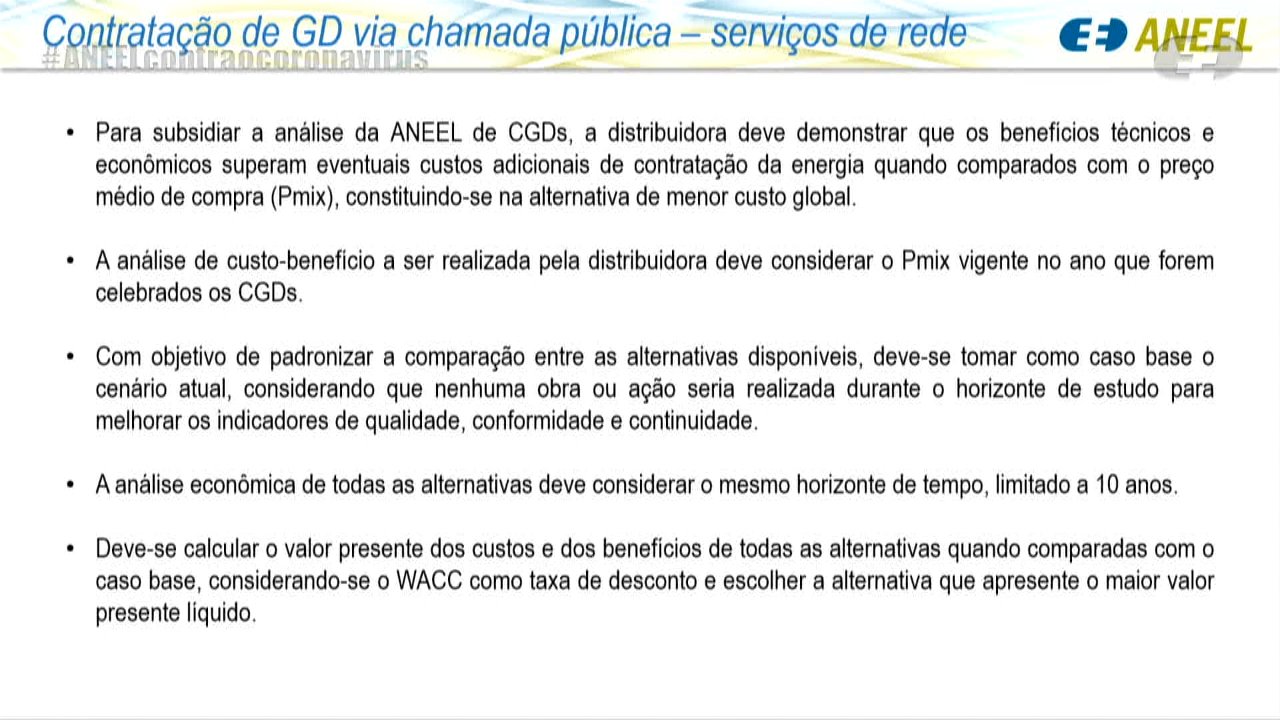 Contratação de GD via chamada pública – serviços de rede
ANEEL
#ANEELcontraocoronavirus
• Para subsidiar a análise da ANEEL de CGDs, a distribuidora deve demonstrar que os benefícios técnicos e
econômicos superam eventuais custos adicionais de contratação da energia quando comparados com o preço
médio de compra (Pmix), constituindo-se na alternativa de menor custo global.
• A análise de custo-benefício a ser realizada pela distribuidora deve considerar o Pmix vigente no ano que forem
celebrados os CGDs.
• Com objetivo de padronizar a comparação entre as alternativas disponíveis, deve-se tomar como caso base o
cenário atual, considerando que nenhuma obra ou ação seria realizada durante o horizonte de estudo para
melhorar os indicadores de qualidade, conformidade e continuidade.
• A análise econômica de todas as alternativas deve considerar o mesmo horizonte de tempo, limitado a 10 anos.
• Deve-se calcular o valor presente dos custos e dos benefícios de todas as alternativas quando comparadas com o
caso base, considerando-se o WACC como taxa de desconto e escolher a alternativa que apresente o maior valor
presente líquido.